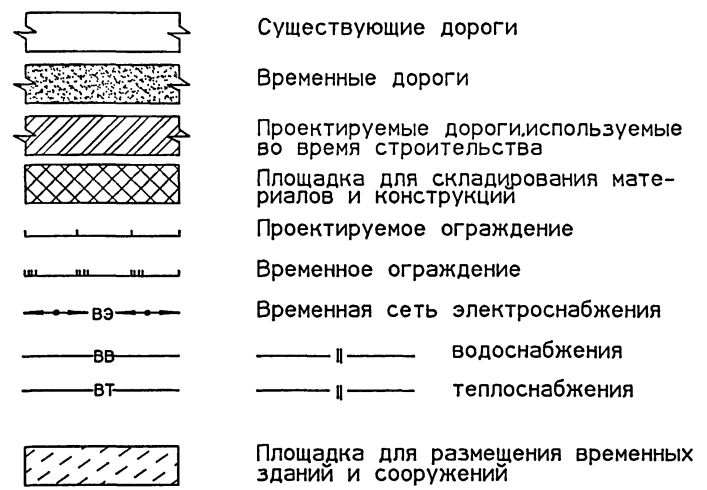 Существующие дороги
Временные дороги
Проектируемые дороги,используемые
во время строительства
Площадка для складирования мате-
риалов и конструкций
Проектируемое ограждение
Временное ограждение
ВЭ Временная сеть электроснабжения
ВВ –––||––– водоснабжения
ВТ –––||––– теплоснабжения
Площадка для размещения временных
зданий и сооружений